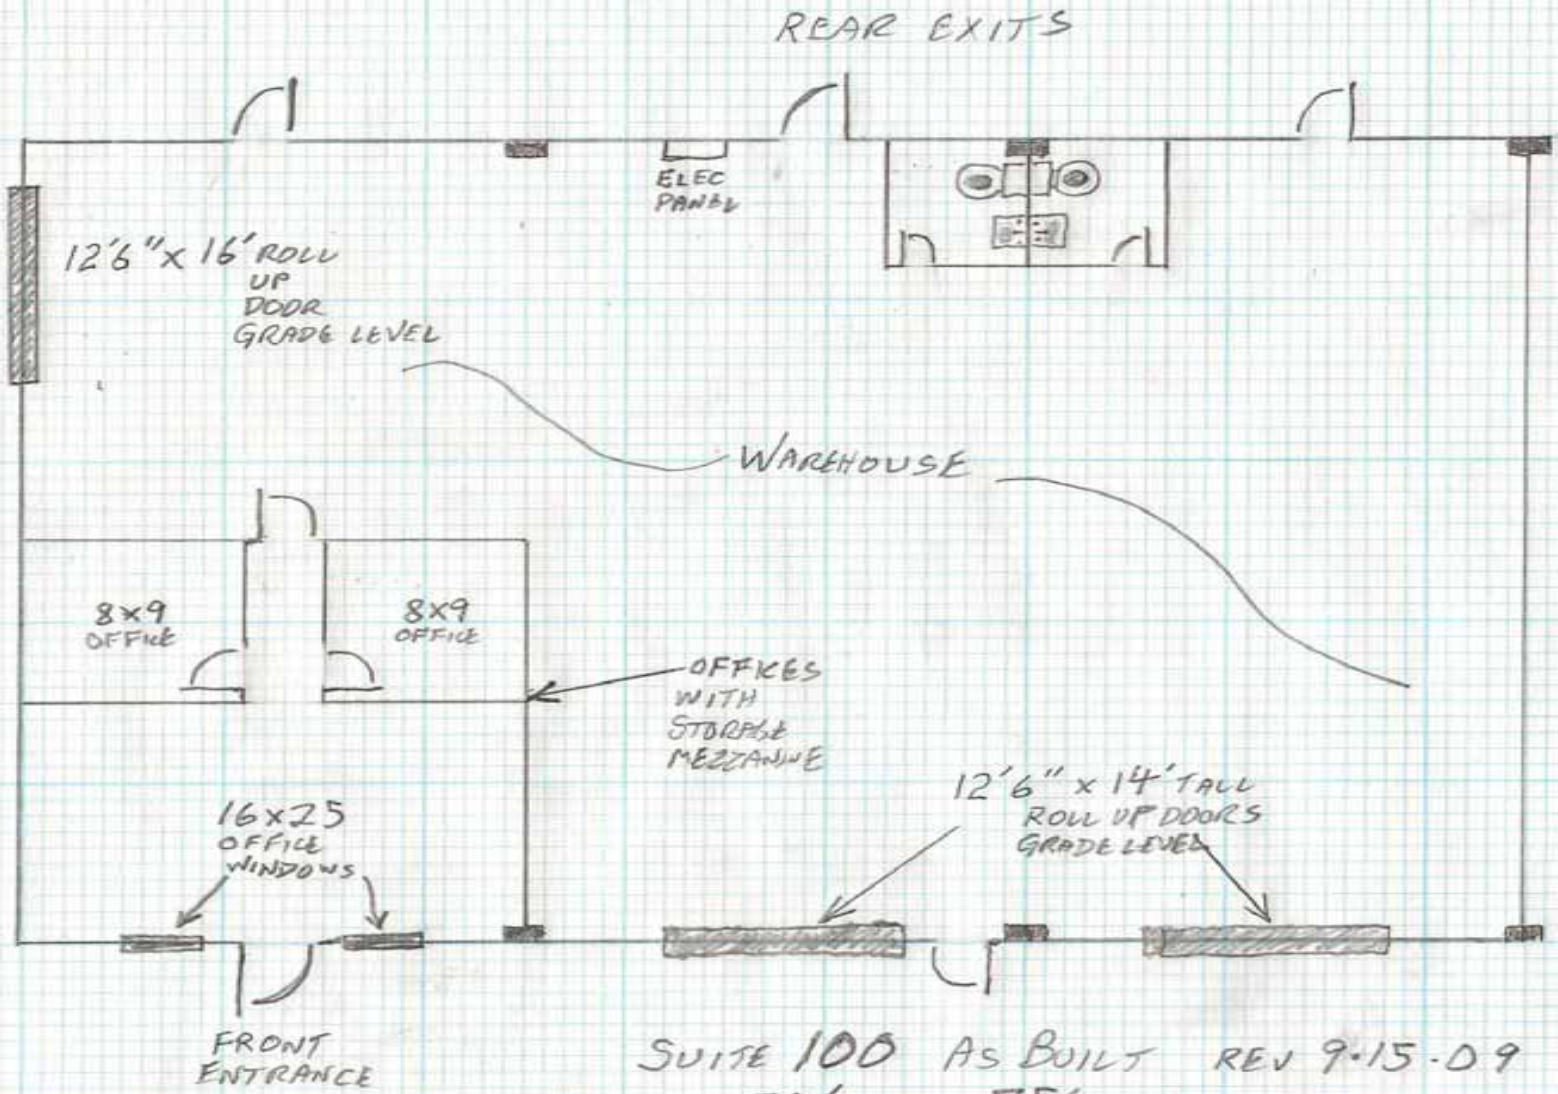 REAR EXITS
ELEC
PANEL
12'6" x 16' ROLL
UP
DOOR
GRADE LEVEL
WAREHOUSE
8x9
OFFICE
8x9
OFFICE
OFFICES
WITH
STORAGE
MEZZANINE
16x25
OFFICE
WINDOWS
12'6" x 14' TALL
ROLL UP DOORS
GRADE LEVEL
FRONT
ENTRANCE
SUITE 100 AS BUILT REV 9.15.09